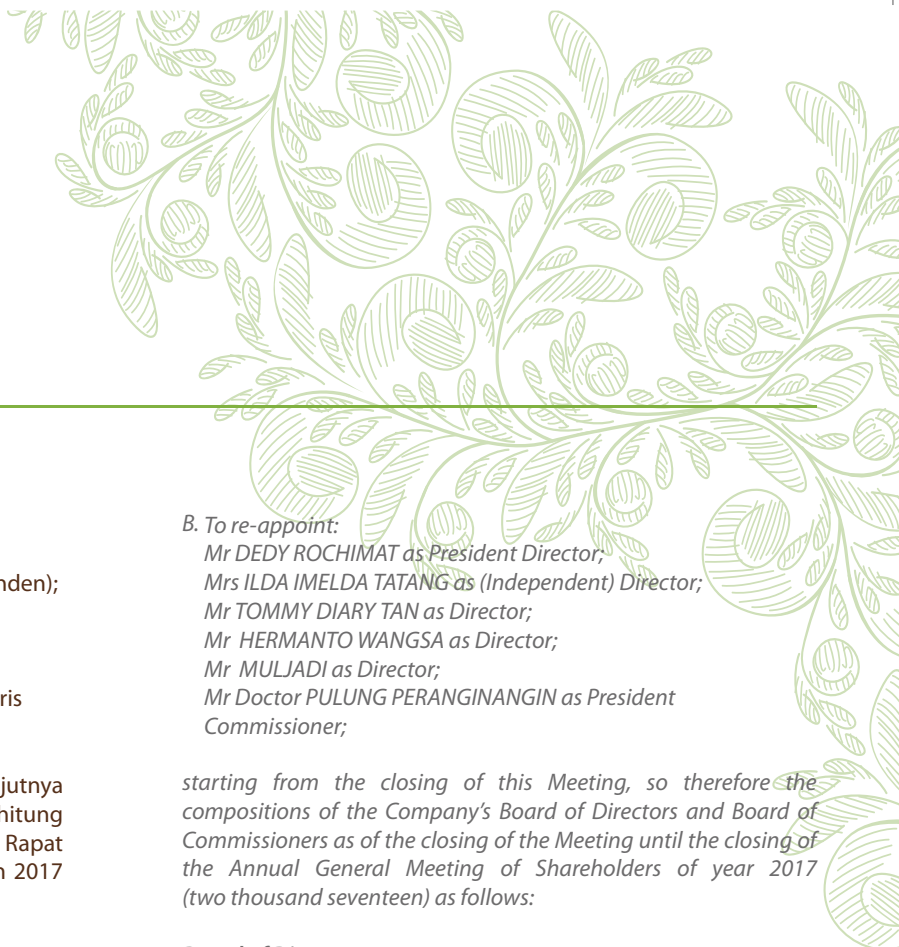 nden);
ris
jutnya
hitung
Rapat
n 2017
B. To re-appoint:
Mr DEDY ROCHIMAT as President Director;
Mrs ILDA IMELDA TATANG as (Independent) Director;
Mr TOMMY DIARY TAN as Director;
Mr HERMANTO WANGSA as Director;
Mr MULJADI as Director;
Mr Doctor PULUNG PERANGINANGIN as President
Commissioner;
starting from the closing of this Meeting, so therefore the
compositions of the Company's Board of Directors and Board of
Commissioners as of the closing of the Meeting until the closing of
the Annual General Meeting of Shareholders of year 2017
(two thousand seventeen) as follows: